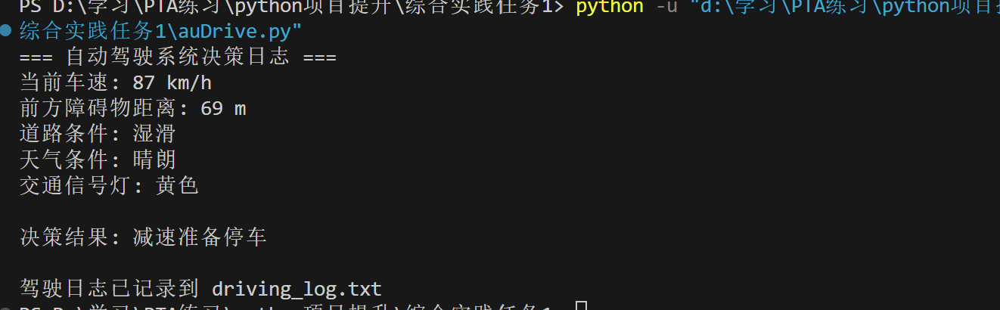 PS D:\学习\PTA练习\python项目提升\综合实践任务1> python -u "d:\学习\PTA练习\python项目提
综合实践任务1\auDrive.py"
=== 自动驾驶系统决策日志 ===
当前车速: 87 km/h
前方障碍物距离: 69 m
道路条件: 湿滑
天气条件: 晴朗
交通信号灯: 黄色
决策结果: 减速准备停车
驾驶日志已记录到 driving_log.txt
PS D:\学习\PTA练习\python项目提升\综合实践任务1>